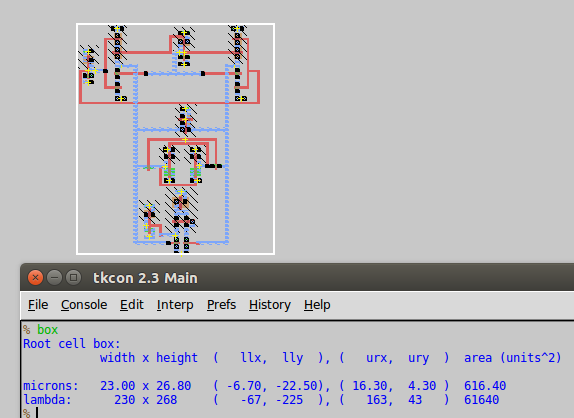 tkcon 2.3 Main
File Console Edit Interp Prefs History Help
% box
Root cell box:
width x height ( llx, lly ), ( urx, ury ) area (units^2)
microns: 23.00 x 26.80 ( -6.70, -22.50), ( 16.30, 4.30 ) 616.40
lambda: 230 x 268 ( -67, -225 ), ( 163, 43 ) 61640
%